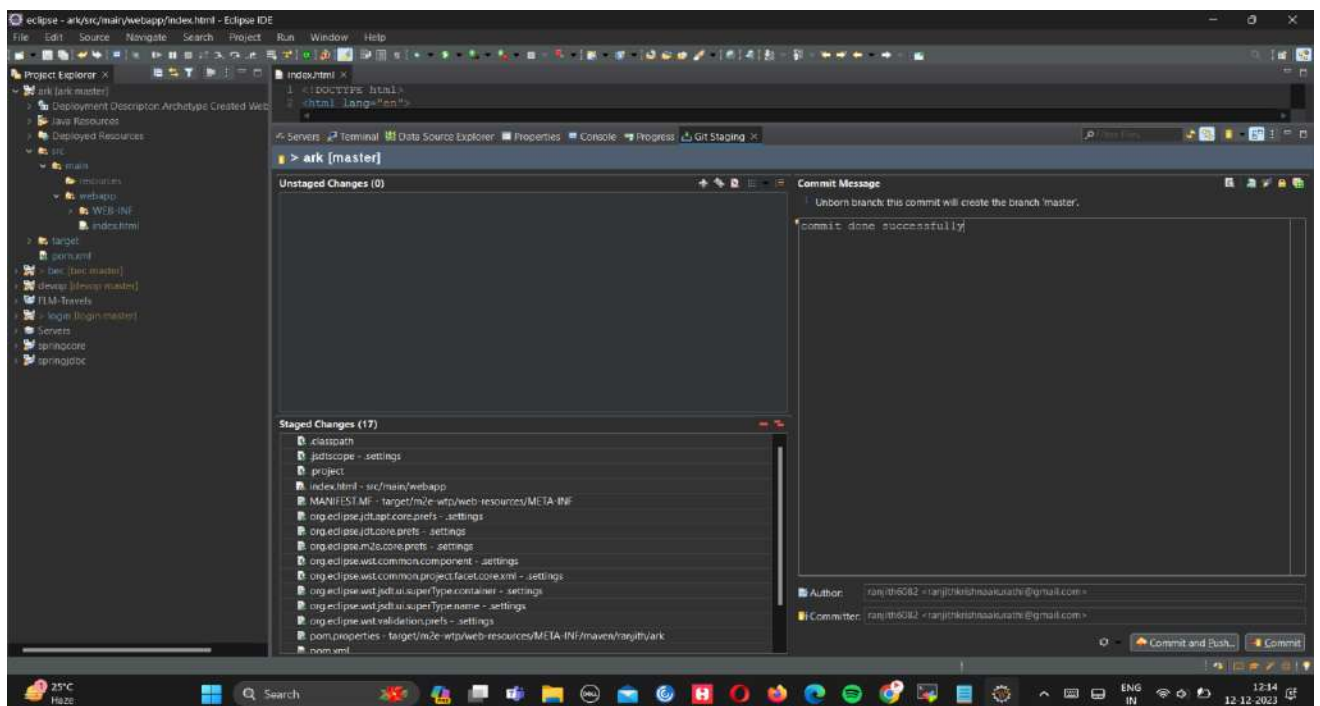 eclipse - ark/src/main/webapp/index.html - Eclipse IDE
File Edit Source Navigate Search Project Run Window Help
Project Explorer
index.html
ark [ark master]
Deployment Descriptor: Archetype Created Web
Java Resources
Deployed Resources
src
main
resources
webapp
WEB-INF
index.html
target
pom.xml
> bec [bec master]
devop [devop master]
FLM-Travels
> login [login master]
Servers
springcore
springjdbc
1 <!DOCTYPE html>
2 <html lang="en">
Servers Terminal Data Source Explorer Properties Console Progress Git Staging
> ark [master]
Unstaged Changes (0)
Staged Changes (17)
.classpath
.jsdtscope - .settings
.project
index.html - src/main/webapp
MANIFEST.MF - target/m2e-wtp/web-resources/META-INF
org.eclipse.jdt.apt.core.prefs - .settings
org.eclipse.jdt.core.prefs - .settings
org.eclipse.m2e.core.prefs - .settings
org.eclipse.wst.common.component - .settings
org.eclipse.wst.common.project.facet.core.xml - .settings
org.eclipse.wst.jsdt.ui.superType.container - .settings
org.eclipse.wst.jsdt.ui.superType.name - .settings
org.eclipse.wst.validation.prefs - .settings
pom.properties - target/m2e-wtp/web-resources/META-INF/maven/ranjith/ark
pom.xml
Commit Message
Unborn branch: this commit will create the branch 'master'.
commit done successfully
Author:
Committer:
Commit and Push...
Commit
25°C
Haze
Search
ENG
IN
12:14
12-12-2023